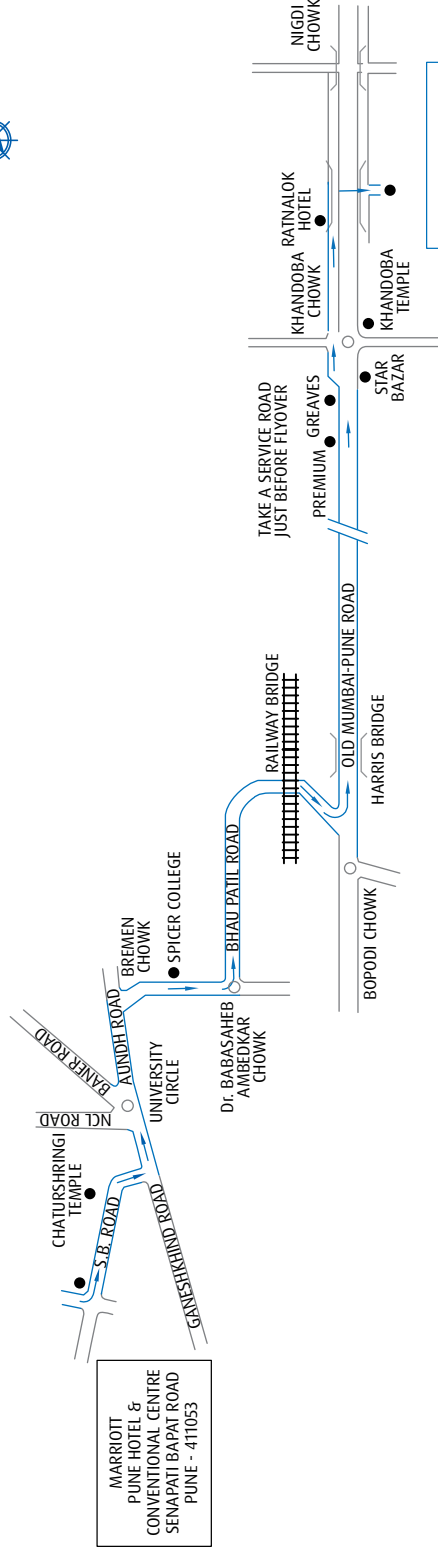 MARRIOTT
PUNE HOTEL &
CONVENTIONAL CENTRE
SENAPATI BAPAT ROAD
PUNE - 411053
CHATURSHRINGI
TEMPLE
S.B. ROAD
GANESHKHIND ROAD
NCL ROAD
BANER ROAD
UNIVERSITY
CIRCLE
AUNDH ROAD
BREMEN
CHOWK
SPICER COLLEGE
Dr. BABASAHEB
AMBEDKAR
CHOWK
BHAU PATIL ROAD
RAILWAY BRIDGE
BOPODI CHOWK
HARRIS BRIDGE
OLD MUMBAI-PUNE ROAD
TAKE A SERVICE ROAD
JUST BEFORE FLYOVER
PREMIUM
GREAVES
STAR
BAZAR
KHANDOBA
CHOWK
KHANDOBA
TEMPLE
RATNALOK
HOTEL
NIGDI
CHOWK